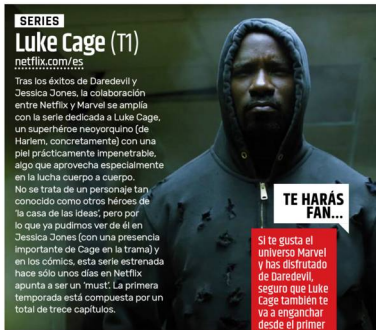 SERIES
Luke Cage (T1)
netflix.com/es
Tras los éxitos de Daredevil y
Jessica Jones, la colaboración
entre Netflix y Marvel se amplía
con la serie dedicada a Luke Cage,
un superhéroe neoyorquino (de
Harlem, concretamente) con una
piel prácticamente impenetrable,
algo que aprovecha especialmente
en la lucha cuerpo a cuerpo.
No se trata de un personaje tan
conocido como otros héroes de
'la casa de las ideas', pero por
lo que ya pudimos ver de él en
Jessica Jones (con una presencia
importante de Cage en la trama) y
en los cómics, esta serie estrenada
hace sólo unos días en Netflix
apunta a ser un 'must'. La primera
temporada está compuesta por un
total de trece capítulos.
TE HARÁS
FAN...
Si te gusta el
universo Marvel
y has disfrutado
de Daredevil,
seguro que Luke
Cage también te
va a enganchar
desde el primer